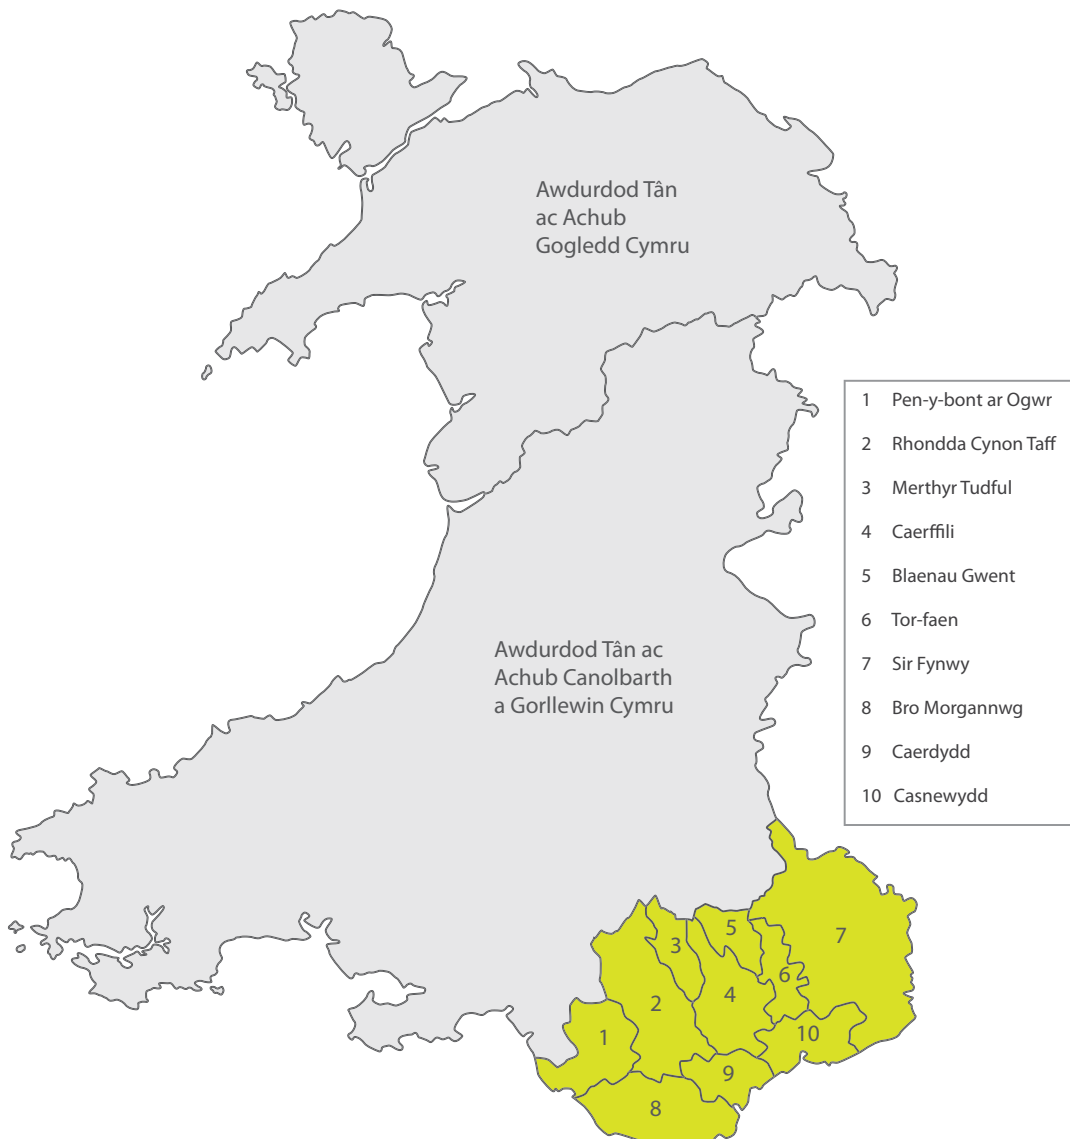 Awdurdod Tân
ac Achub
Gogledd Cymru
1 Pen-y-bont ar Ogwr
2 Rhondda Cynon Taff
3 Merthyr Tudful
4 Caerffili
5 Blaenau Gwent
6 Tor-faen
7 Sir Fynwy
8 Bro Morgannwg
9 Caerdydd
10 Casnewydd
Awdurdod Tân ac
Achub Canolbarth
a Gorllewin Cymru
5
7
3
6
4
2
10
1
9
8